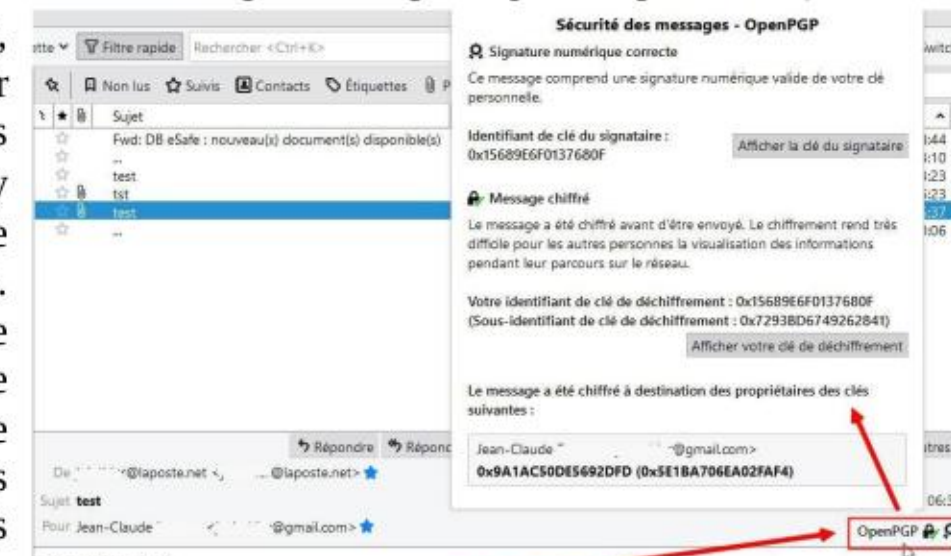 Sécurité des messages - OpenPGP
Signature numérique correcte
Ce message comprend une signature numérique valide de votre clé
personnelle.
Identifiant de clé du signataire :
0x15689E6F0137680F
Afficher la clé du signataire
Message chiffré
Le message a été chiffré avant d'être envoyé. Le chiffrement rend très
difficile pour les autres personnes la visualisation des informations
pendant leur parcours sur le réseau.
Votre identifiant de clé de déchiffrement : 0x15689E6F0137680F
(Sous-identifiant de clé de déchiffrement : 0x7293BD6749262841)
Afficher votre clé de déchiffrement
Le message a été chiffré à destination des propriétaires des clés
suivantes :
Jean-Claude @gmail.com>
0x9A1AC50DE5692DFD (0x5E1BA706EA02FAF4)
Filtre rapide Rechercher <Ctrl+K>
Non lus Suivis Contacts Étiquettes P
Sujet
Fwd: DB eSafe : nouveau(x) document(s) disponible(s)
...
test
tst
test
...
Répondre Répond
De @laposte.net < @laposte.net>
Sujet test
Pour Jean-Claude < @gmail.com>
OpenPGP